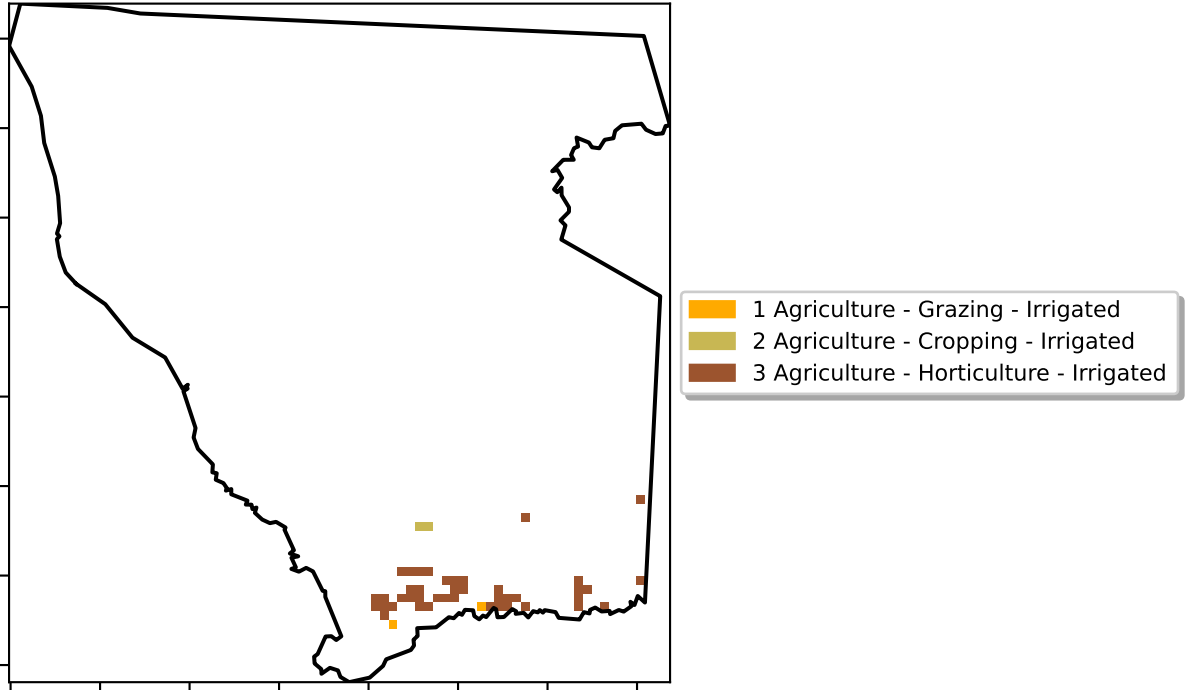 1 Agriculture - Grazing - Irrigated
2 Agriculture - Cropping - Irrigated
3 Agriculture - Horticulture - Irrigated